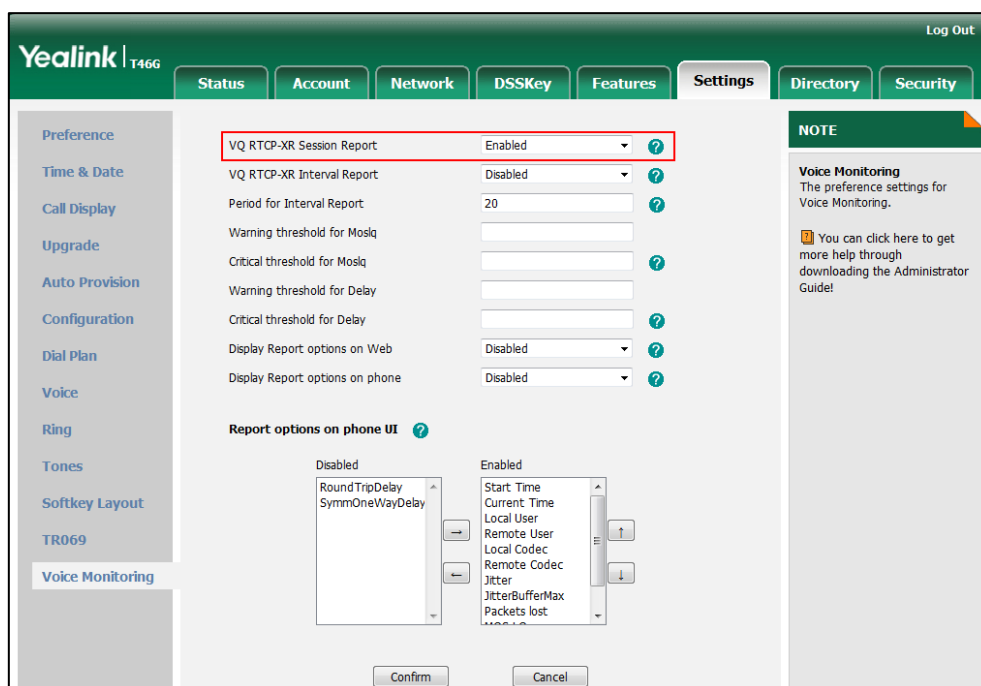 Log Out
Yealink | T46G
Status Account Network DSSKey Features Settings Directory Security
Preference
Time & Date
Call Display
Upgrade
Auto Provision
Configuration
Dial Plan
Voice
Ring
Tones
Softkey Layout
TR069
Voice Monitoring
VQ RTCP-XR Session Report Enabled ?
VQ RTCP-XR Interval Report Disabled ?
Period for Interval Report 20 ?
Warning threshold for Moslq
Critical threshold for Moslq ?
Warning threshold for Delay
Critical threshold for Delay ?
Display Report options on Web Disabled ?
Display Report options on phone Disabled ?
Report options on phone UI ?
Disabled
RoundTripDelay
SymmOneWayDelay
→
←
Enabled
Start Time
Current Time
Local User
Remote User
Local Codec
Remote Codec
Jitter
JitterBufferMax
Packets lost
↑
↓
Confirm Cancel
NOTE
Voice Monitoring
The preference settings for
Voice Monitoring.
? You can click here to get
more help through
downloading the Administrator
Guide!